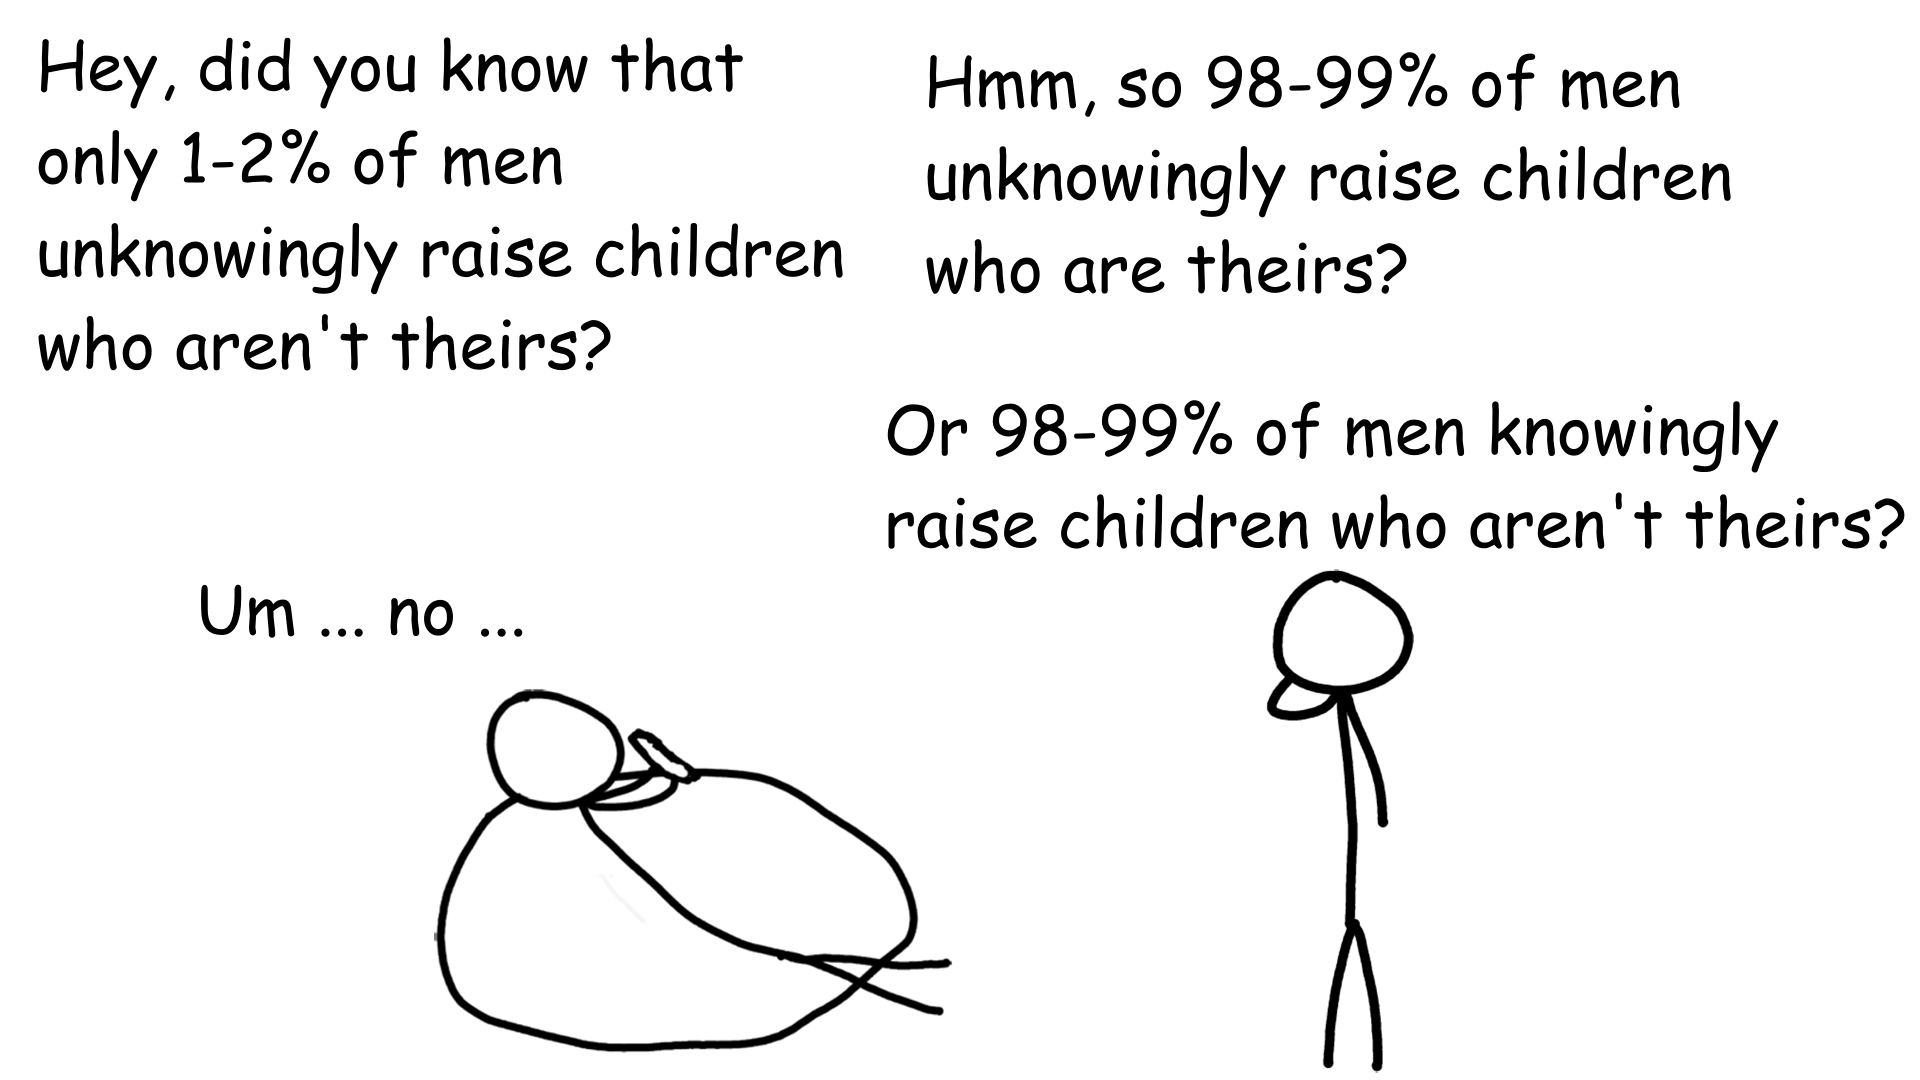 Hey, did you know that
only 1-2% of men
unknowingly raise children
who aren't theirs?
Hmm, so 98-99% of men
unknowingly raise children
who are theirs?
Or 98-99% of men knowingly
raise children who aren't theirs?
Um ... no ...